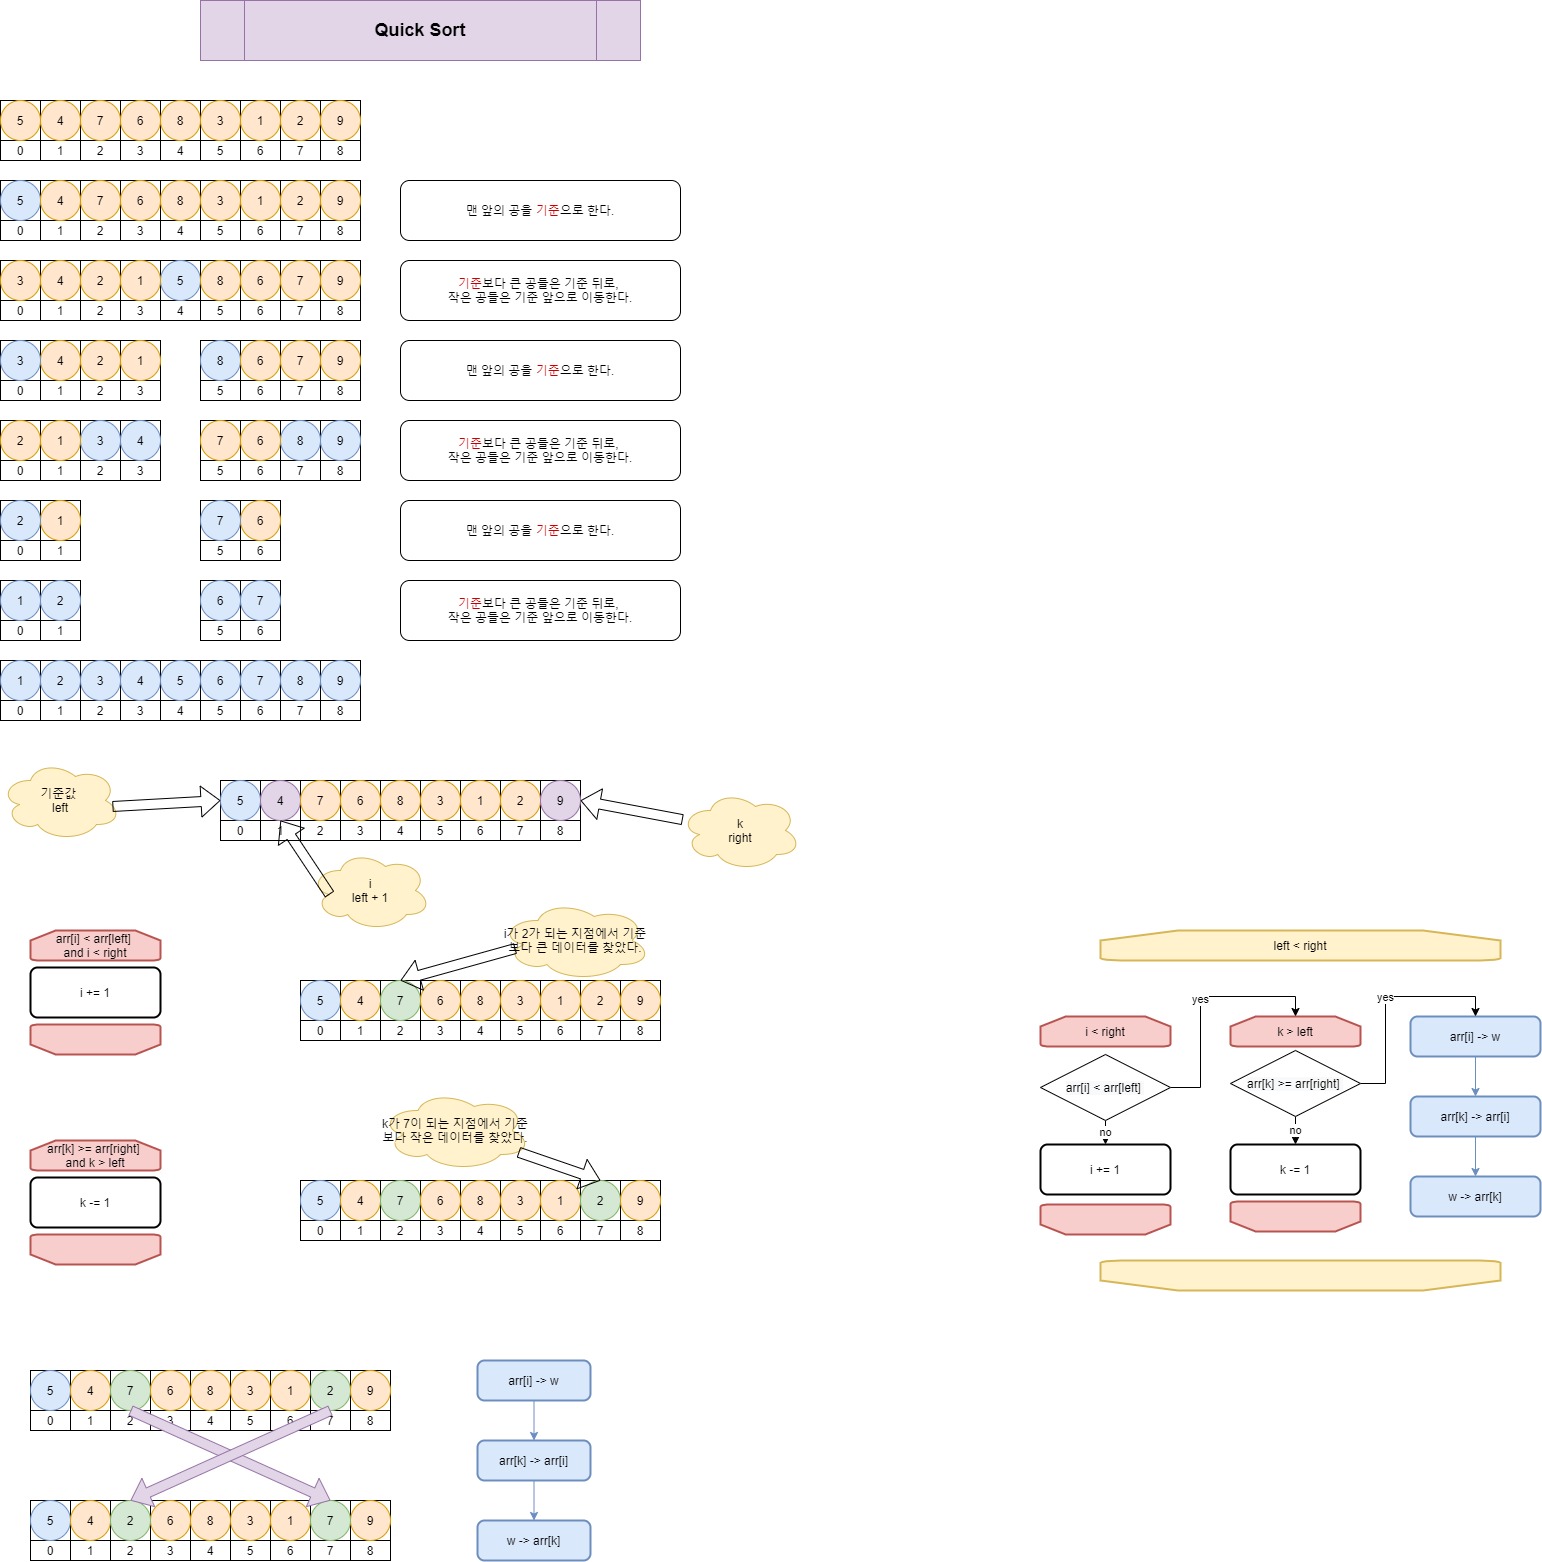 Quick Sort
5 4 7 6 8 3 1 2 9
0 1 2 3 4 5 6 7 8
5 4 7 6 8 3 1 2 9
0 1 2 3 4 5 6 7 8
맨 앞의 공을 기준으로 한다.
3 4 2 1 5 8 6 7 9
0 1 2 3 4 5 6 7 8
기준보다 큰 공들은 기준 뒤로,
작은 공들은 기준 앞으로 이동한다.
3 4 2 1 8 6 7 9
0 1 2 3 5 6 7 8
맨 앞의 공을 기준으로 한다.
2 1 3 4 7 6 8 9
0 1 2 3 5 6 7 8
기준보다 큰 공들은 기준 뒤로,
작은 공들은 기준 앞으로 이동한다.
2 1 7 6
0 1 5 6
맨 앞의 공을 기준으로 한다.
1 2 6 7
0 1 5 6
기준보다 큰 공들은 기준 뒤로,
작은 공들은 기준 앞으로 이동한다.
1 2 3 4 5 6 7 8 9
0 1 2 3 4 5 6 7 8
기준값
left
5 4 7 6 8 3 1 2 9
0 1 2 3 4 5 6 7 8
k
right
i
left + 1
arr[i] < arr[left]
and i < right
i += 1
i가 2가 되는 지점에서 기준
보다 큰 데이터를 찾았다.
5 4 7 6 8 3 1 2 9
0 1 2 3 4 5 6 7 8
arr[k] >= arr[right]
and k > left
k -= 1
k가 7이 되는 지점에서 기준
보다 작은 데이터를 찾았다.
5 4 7 6 8 3 1 2 9
0 1 2 3 4 5 6 7 8
left < right
i < right
arr[i] < arr[left]
yes
no
i += 1
k > left
arr[k] >= arr[right]
yes
no
k -= 1
arr[i] -> w
arr[k] -> arr[i]
w -> arr[k]
5 4 7 6 8 3 1 2 9
0 1 2 3 4 5 6 7 8
5 4 2 6 8 3 1 7 9
0 1 2 3 4 5 6 7 8
arr[i] -> w
arr[k] -> arr[i]
w -> arr[k]